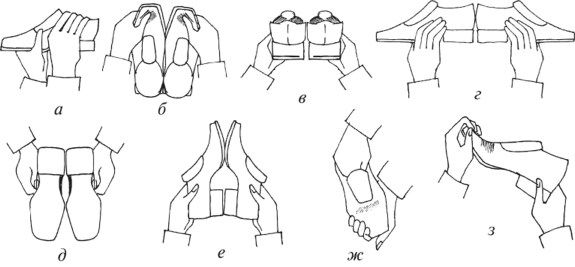 а б в г
д е ж з